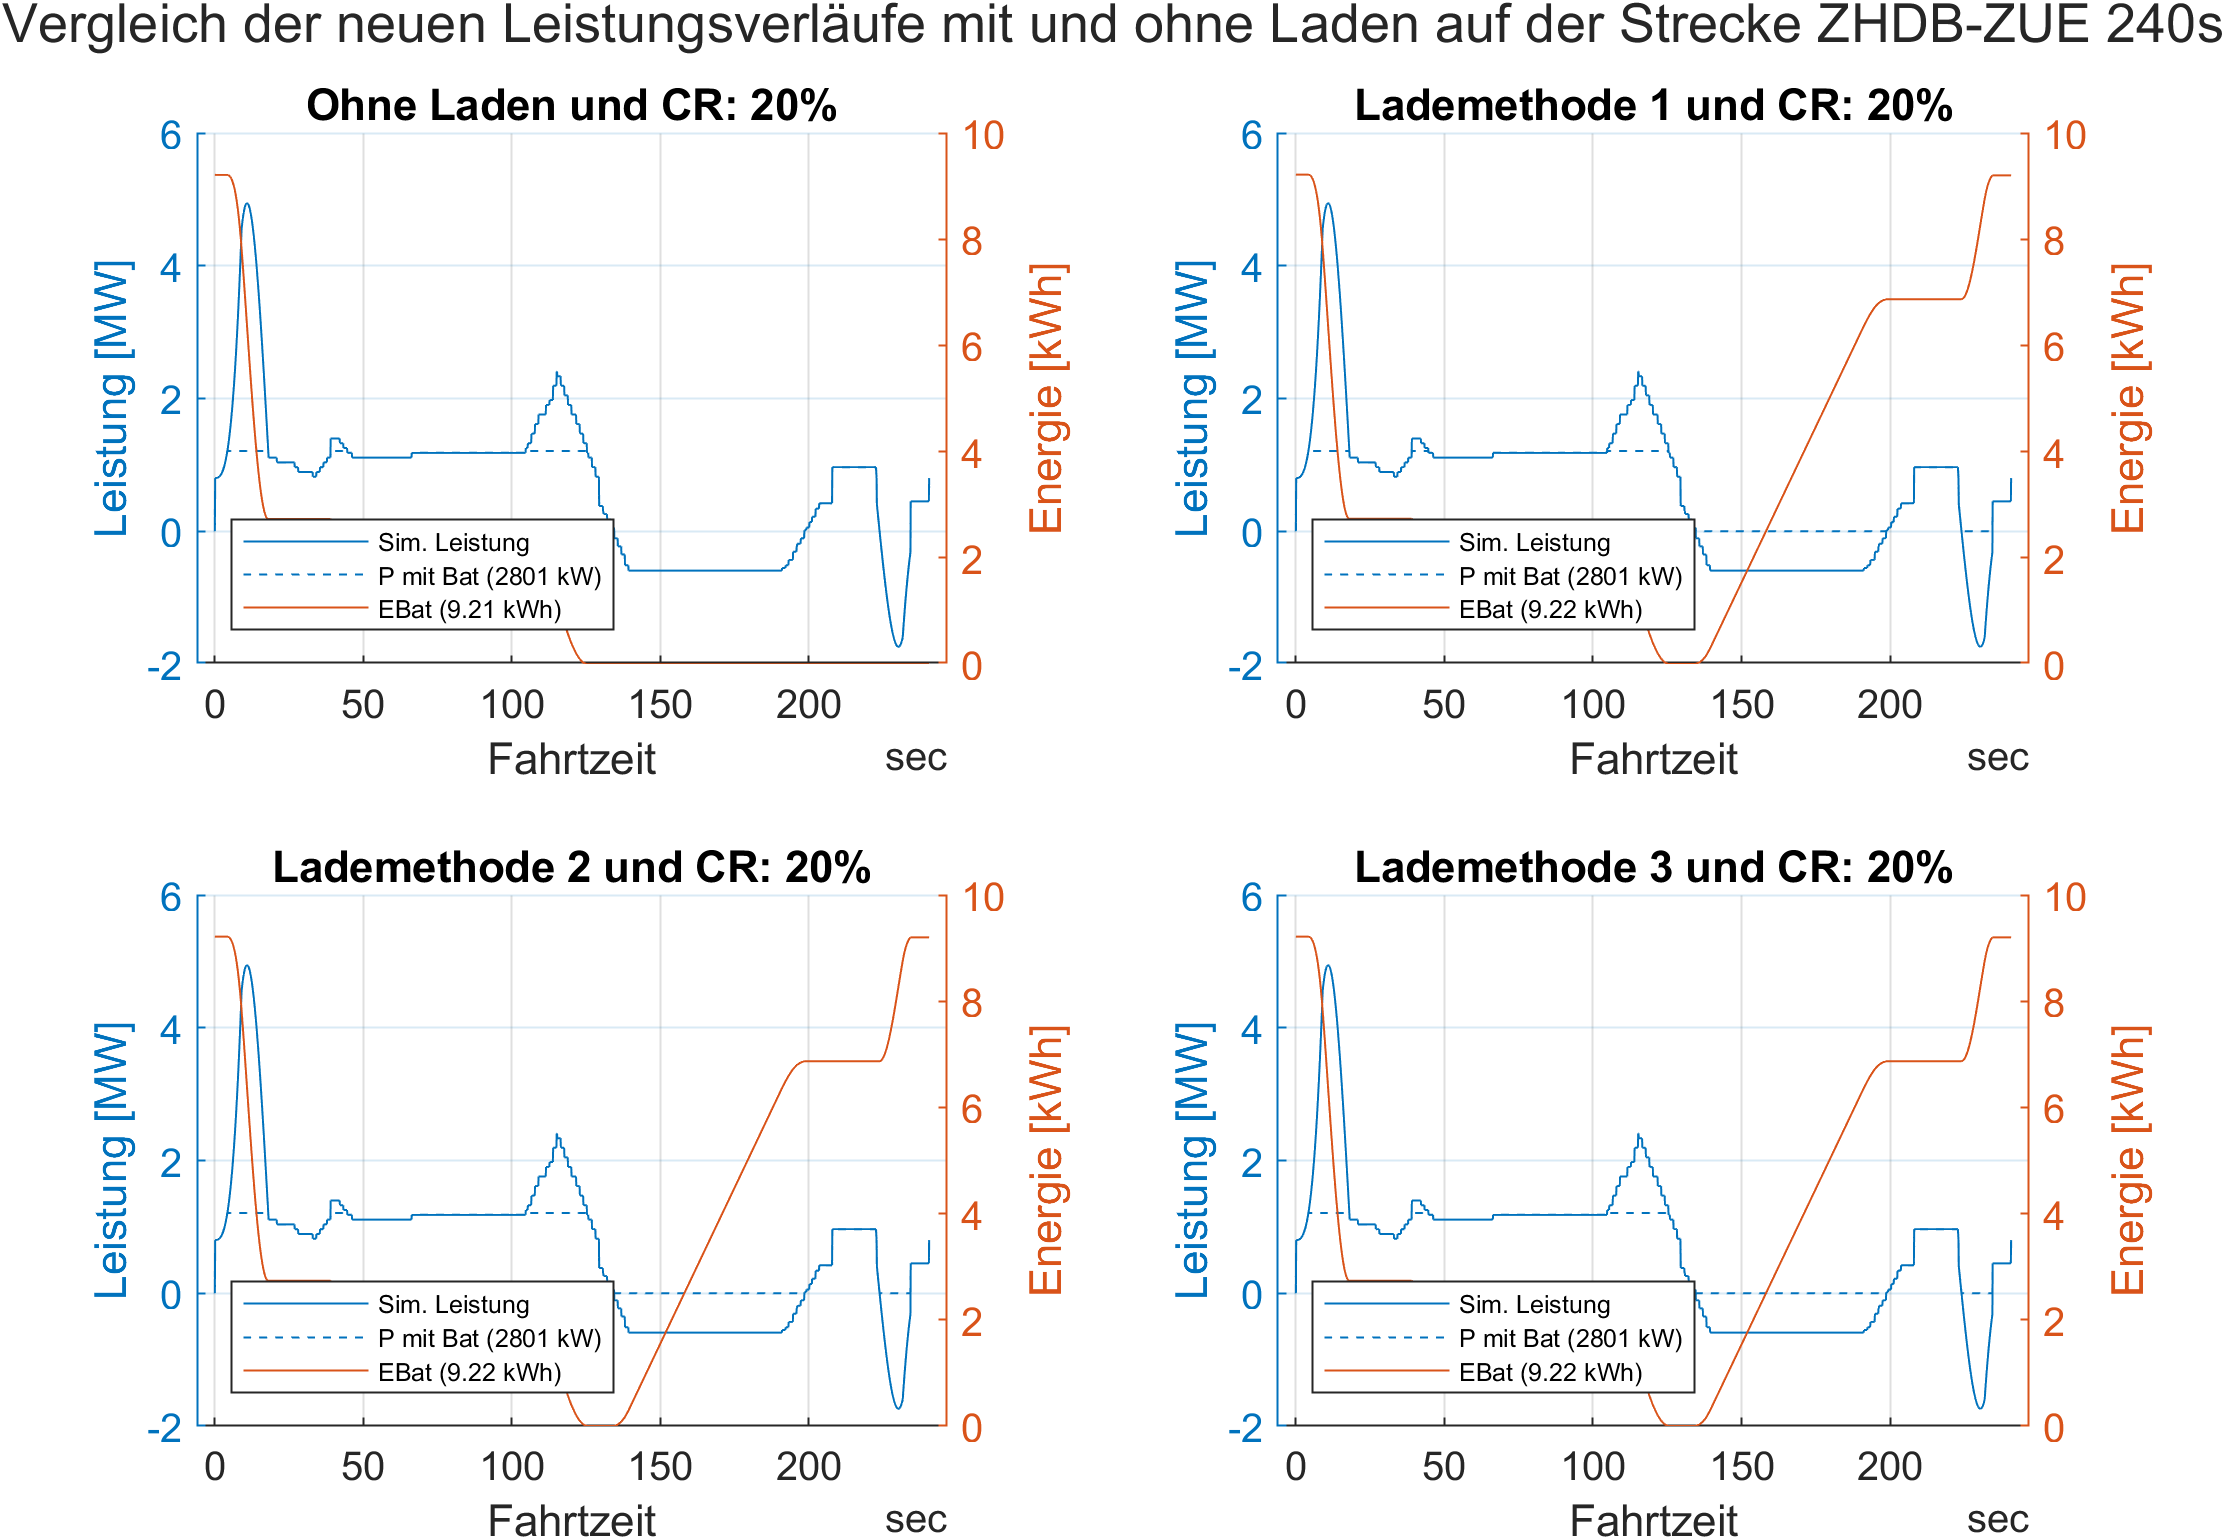 Vergleich der neuen Leistungsverläufe mit und ohne Laden auf der Strecke ZHDB-ZUE 240s
Ohne Laden und CR: 20%
6
4
2
0
-2
Leistung [MW]
10
8
6
4
2
0
Energie [kWh]
Sim. Leistung
P mit Bat (2801 kW)
EBat (9.21 kWh)
0 50 100 150 200
Fahrtzeit sec
Lademethode 1 und CR: 20%
6
4
2
0
-2
Leistung [MW]
10
8
6
4
2
0
Energie [kWh]
Sim. Leistung
P mit Bat (2801 kW)
EBat (9.22 kWh)
0 50 100 150 200
Fahrtzeit sec
Lademethode 2 und CR: 20%
6
4
2
0
-2
Leistung [MW]
10
8
6
4
2
0
Energie [kWh]
Sim. Leistung
P mit Bat (2801 kW)
EBat (9.22 kWh)
0 50 100 150 200
Fahrtzeit sec
Lademethode 3 und CR: 20%
6
4
2
0
-2
Leistung [MW]
10
8
6
4
2
0
Energie [kWh]
Sim. Leistung
P mit Bat (2801 kW)
EBat (9.22 kWh)
0 50 100 150 200
Fahrtzeit sec